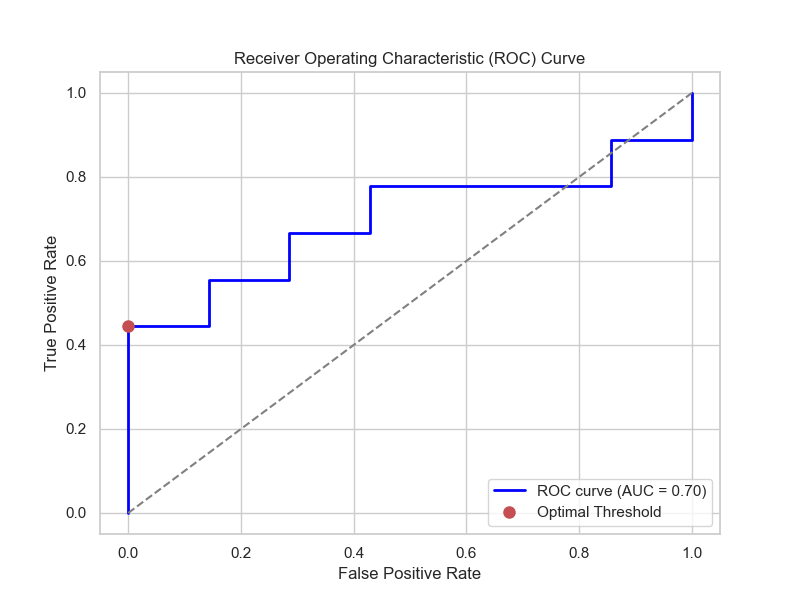 Receiver Operating Characteristic (ROC) Curve
True Positive Rate
1.0
0.8
0.6
0.4
0.2
0.0
ROC curve (AUC = 0.70)
Optimal Threshold
0.0 0.2 0.4 0.6 0.8 1.0
False Positive Rate